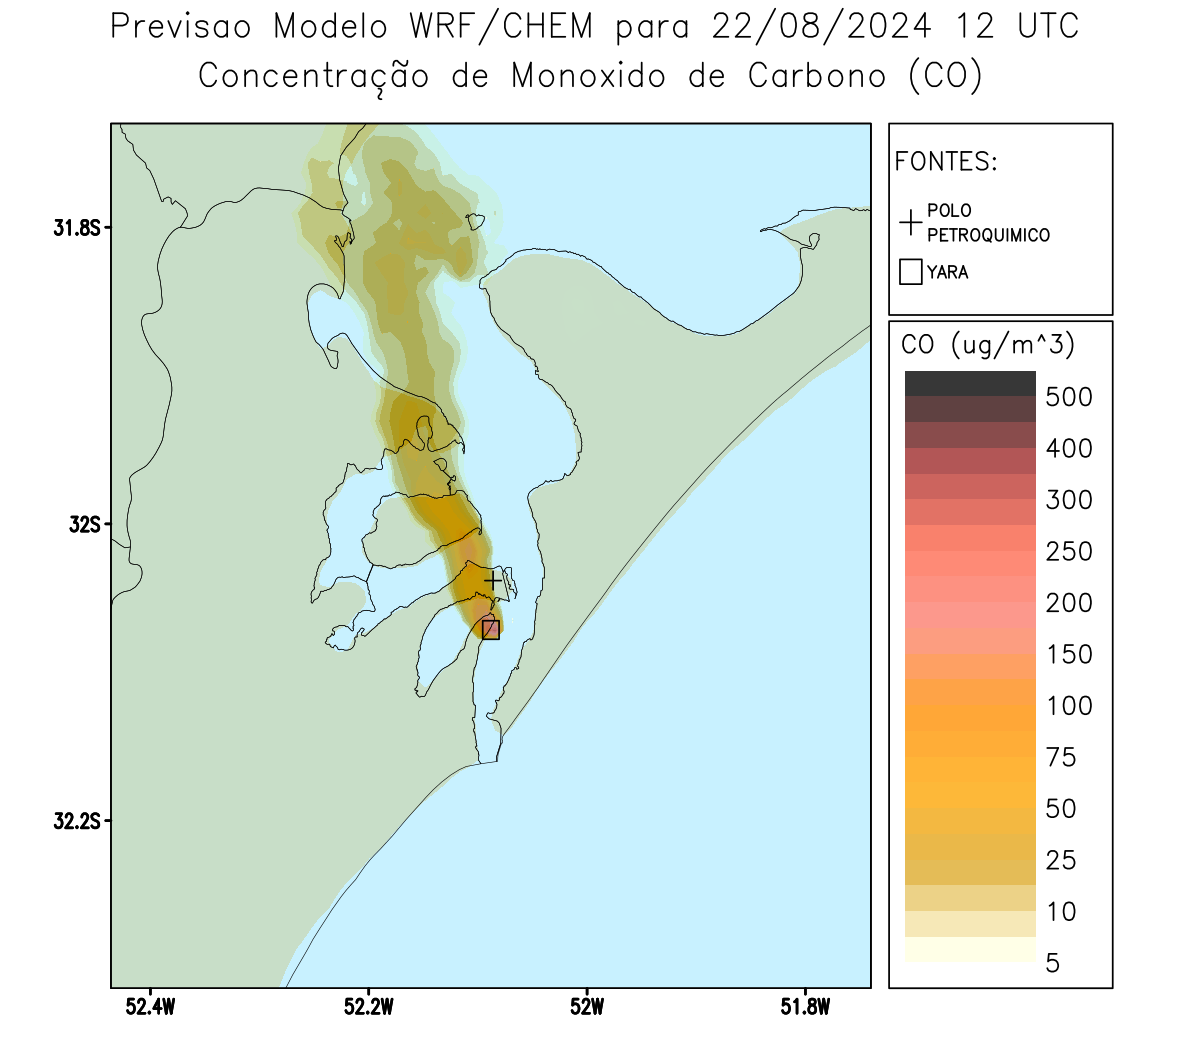 Previsao Modelo WRF/CHEM para 22/08/2024 12 UTC
Concentração de Monoxido de Carbono (CO)
FONTES:
POLO
PETROQUIMICO
YARA
CO (ug/m^3)
500
400
300
250
200
150
100
75
50
25
10
5
31.8S
32S
32.2S
52.4W
52.2W
52W
51.8W